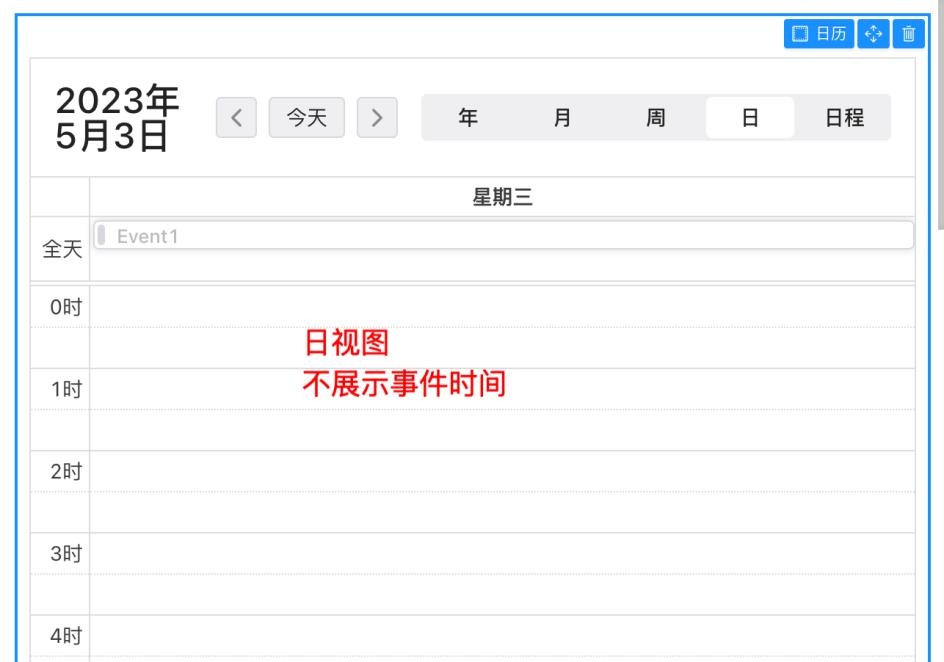 日历
2023年
5月3日
今天
年
月
周
日
日程
星期三
全天
Event1
0时
日视图
1时
不展示事件时间
2时
3时
4时